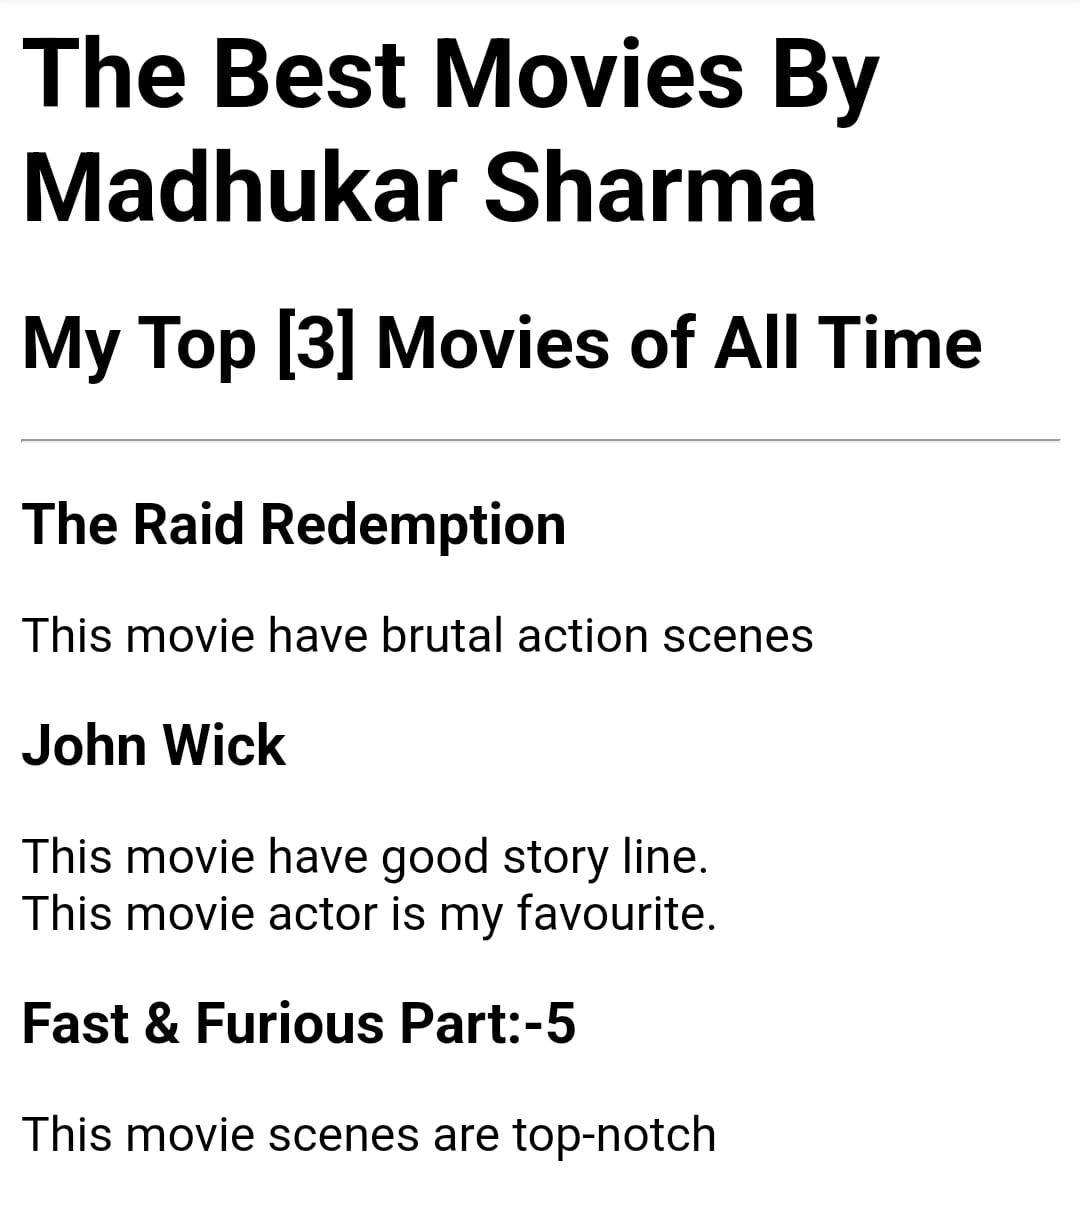 The Best Movies By
Madhukar Sharma
My Top [3] Movies of All Time
The Raid Redemption
This movie have brutal action scenes
John Wick
This movie have good story line.
This movie actor is my favourite.
Fast & Furious Part:-5
This movie scenes are top-notch